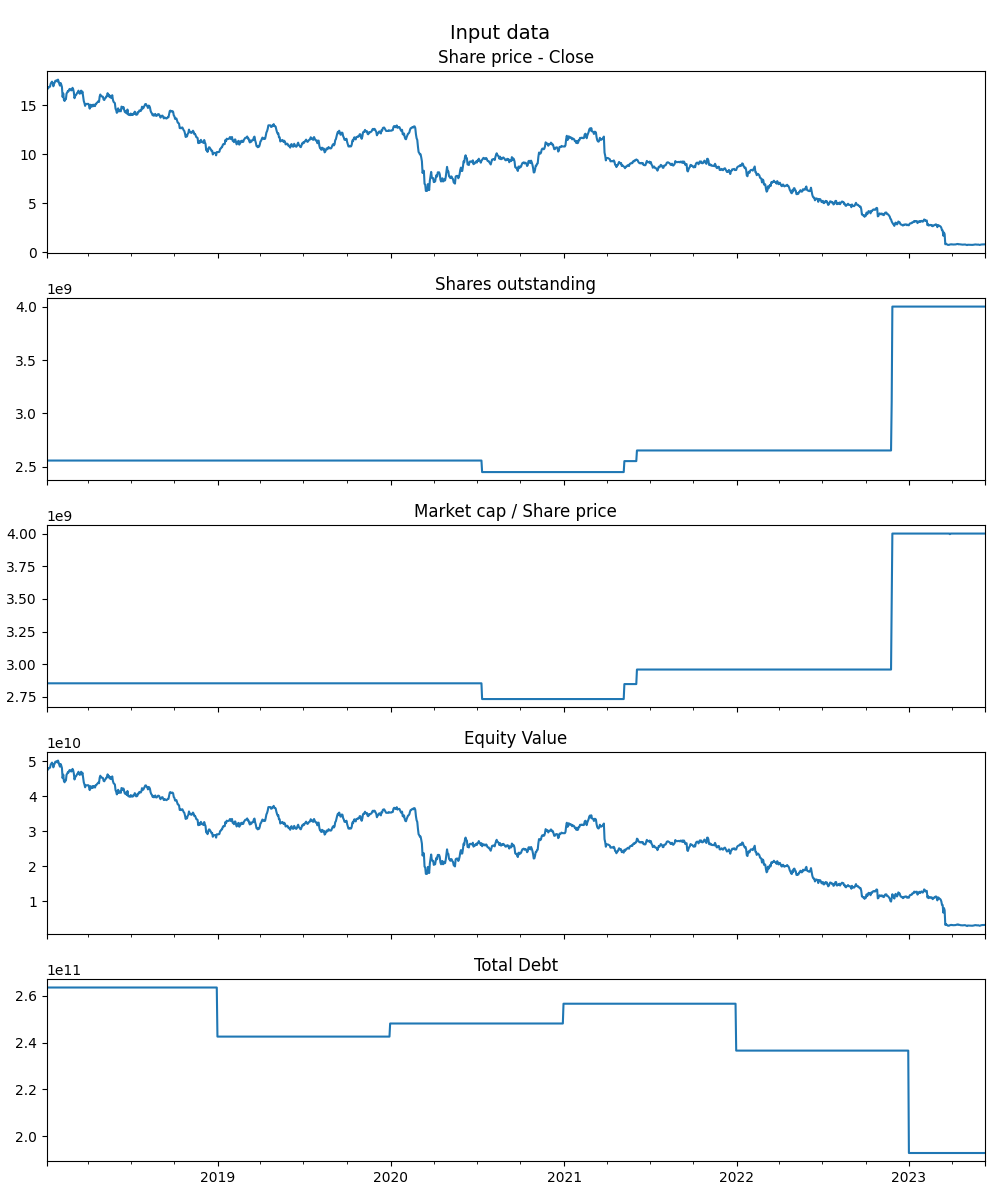 Input data
Share price - Close
15
10
5
0
Shares outstanding
1e9
4.0
3.5
3.0
2.5
Market cap / Share price
1e9
4.00
3.75
3.50
3.25
3.00
2.75
Equity Value
1e10
5
4
3
2
1
Total Debt
1e11
2.6
2.4
2.2
2.0
2019 2020 2021 2022 2023